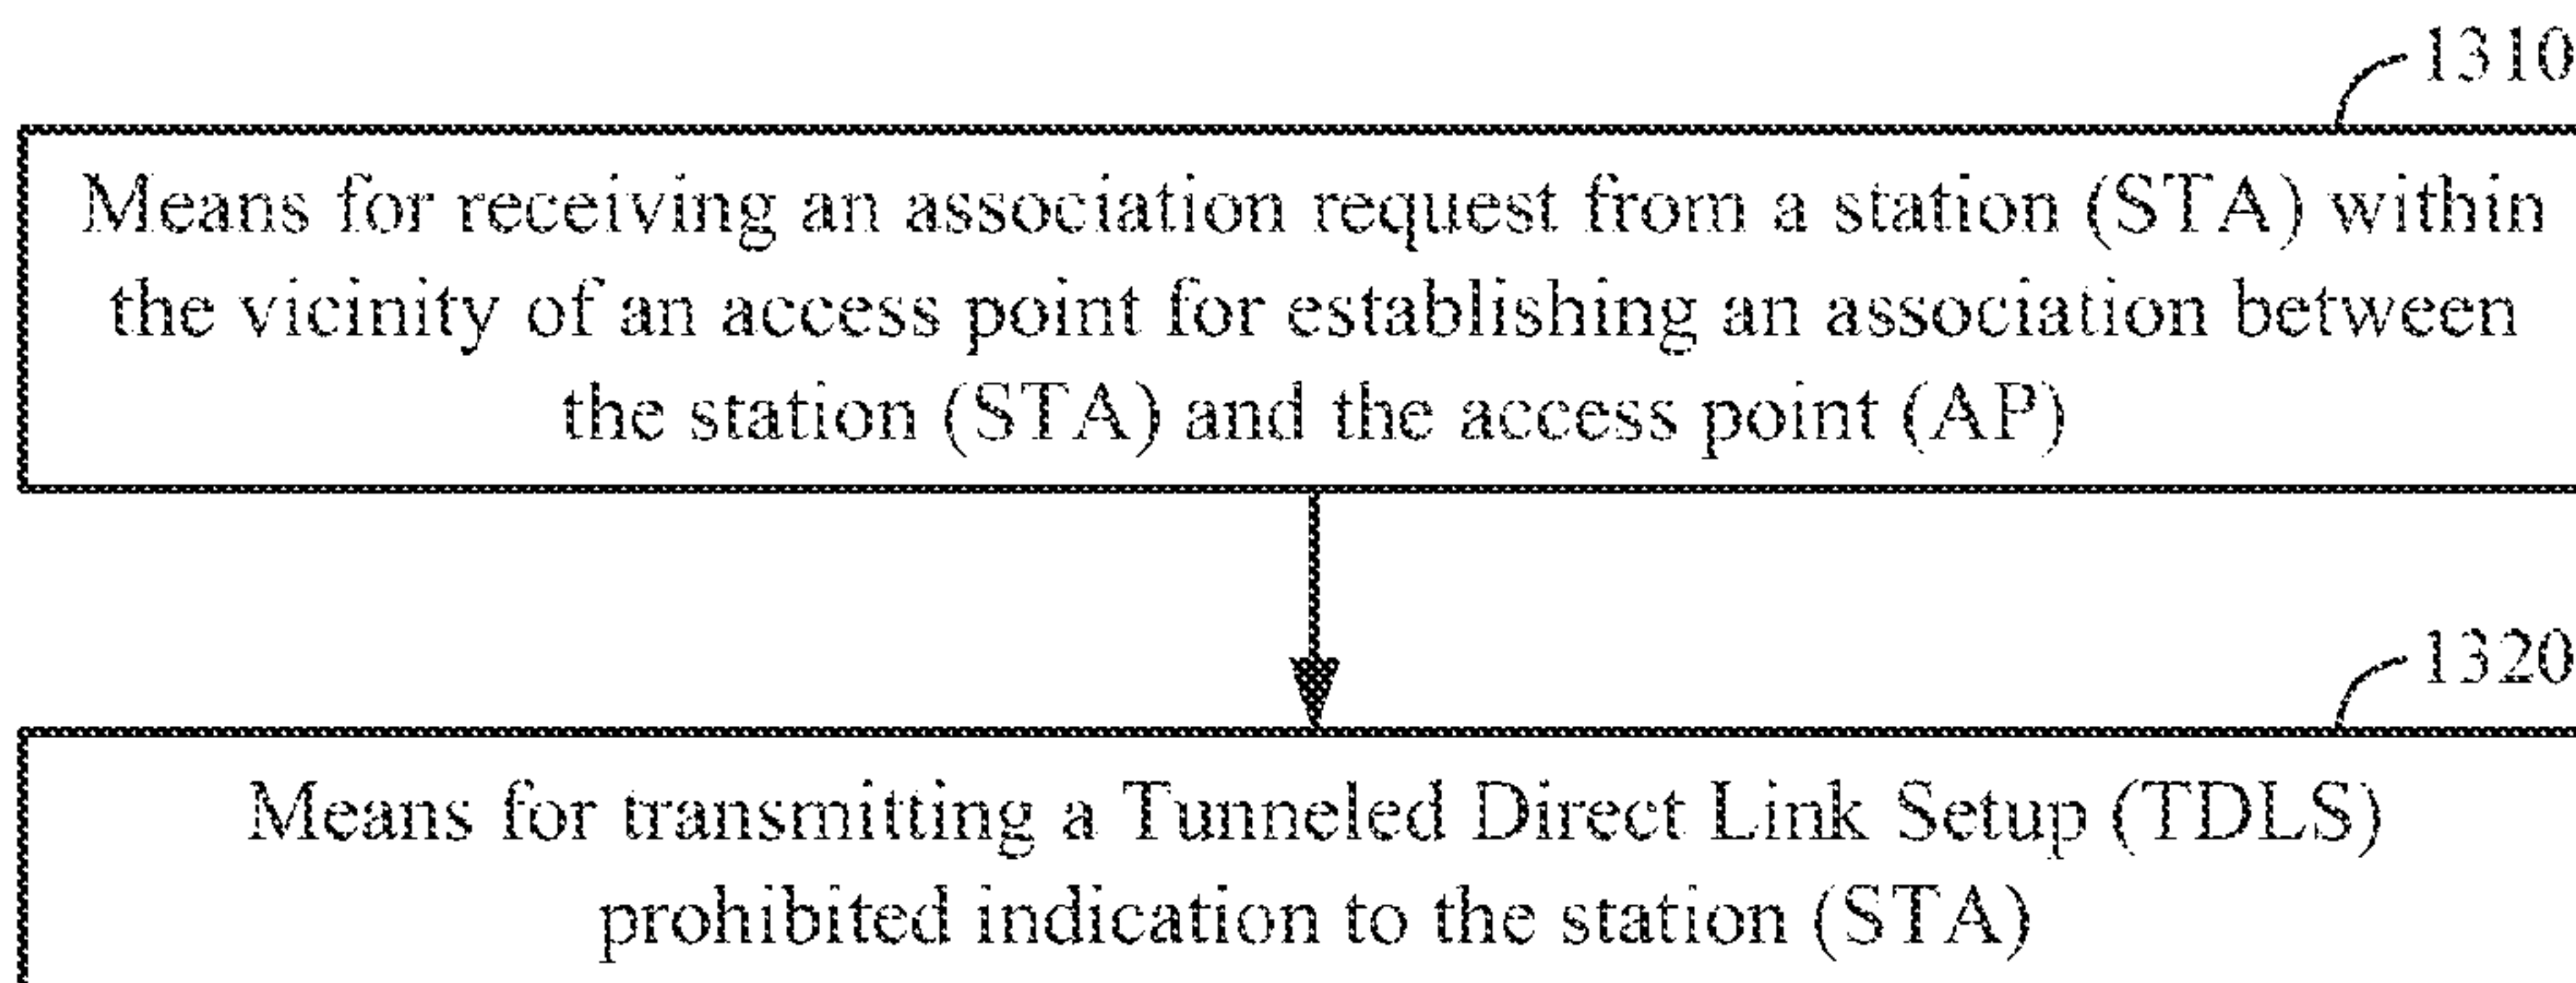 1310
Means for receiving an association request from a station (STA) within
the vicinity of an access point for establishing an association between
the station (STA) and the access point (AP)
1320
Means for transmitting a Tunneled Direct Link Setup (TDLS)
prohibited indication to the station (STA)